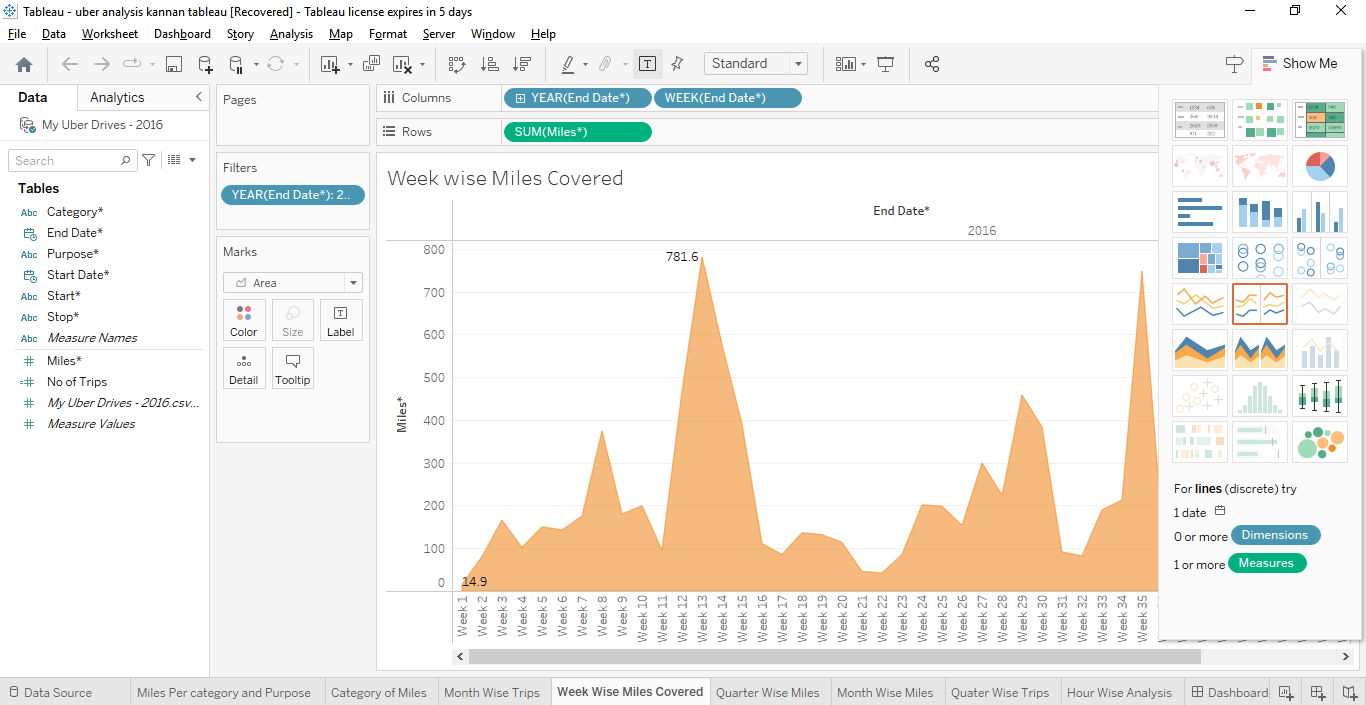 Tableau - uber analysis kannan tableau [Recovered] - Tableau license expires in 5 days
File Data Worksheet Dashboard Story Analysis Map Format Server Window Help
Standard
Show Me
Data Analytics
My Uber Drives - 2016
Search
Tables
Abc Category*
End Date*
Abc Purpose*
Start Date*
Abc Start*
Abc Stop*
Abc Measure Names
Miles*
No of Trips
My Uber Drives - 2016.csv...
Measure Values
Pages
Filters
YEAR(End Date*): 2..
Marks
Area
Color Size Label
Detail Tooltip
Columns YEAR(End Date*) WEEK(End Date*)
Rows SUM(Miles*)
Week wise Miles Covered
End Date*
2016
Miles*
800
700
600
500
400
300
200
100
0
781.6
14.9
Week 1
Week 2
Week 3
Week 4
Week 5
Week 6
Week 7
Week 8
Week 9
Week 10
Week 11
Week 12
Week 13
Week 14
Week 15
Week 16
Week 17
Week 18
Week 19
Week 20
Week 21
Week 22
Week 23
Week 24
Week 25
Week 26
Week 27
Week 28
Week 29
Week 30
Week 31
Week 32
Week 33
Week 34
Week 35
For lines (discrete) try
1 date
0 or more Dimensions
1 or more Measures
Data Source Miles Per category and Purpose Category of Miles Month Wise Trips Week Wise Miles Covered Quarter Wise Miles Month Wise Miles Quater Wise Trips Hour Wise Analysis Dashboard